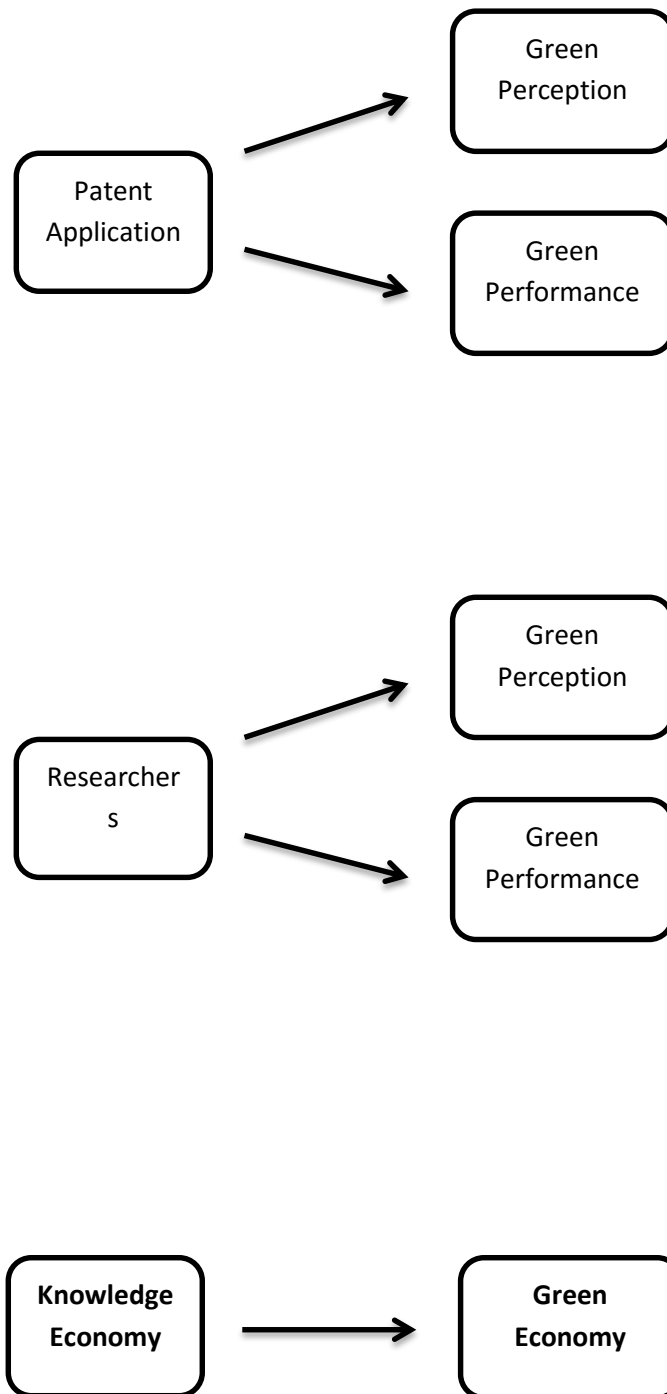 Green
Perception
Patent
Application
Green
Performance
Green
Perception
Researcher
s
Green
Performance
Knowledge
Economy
Green
Economy